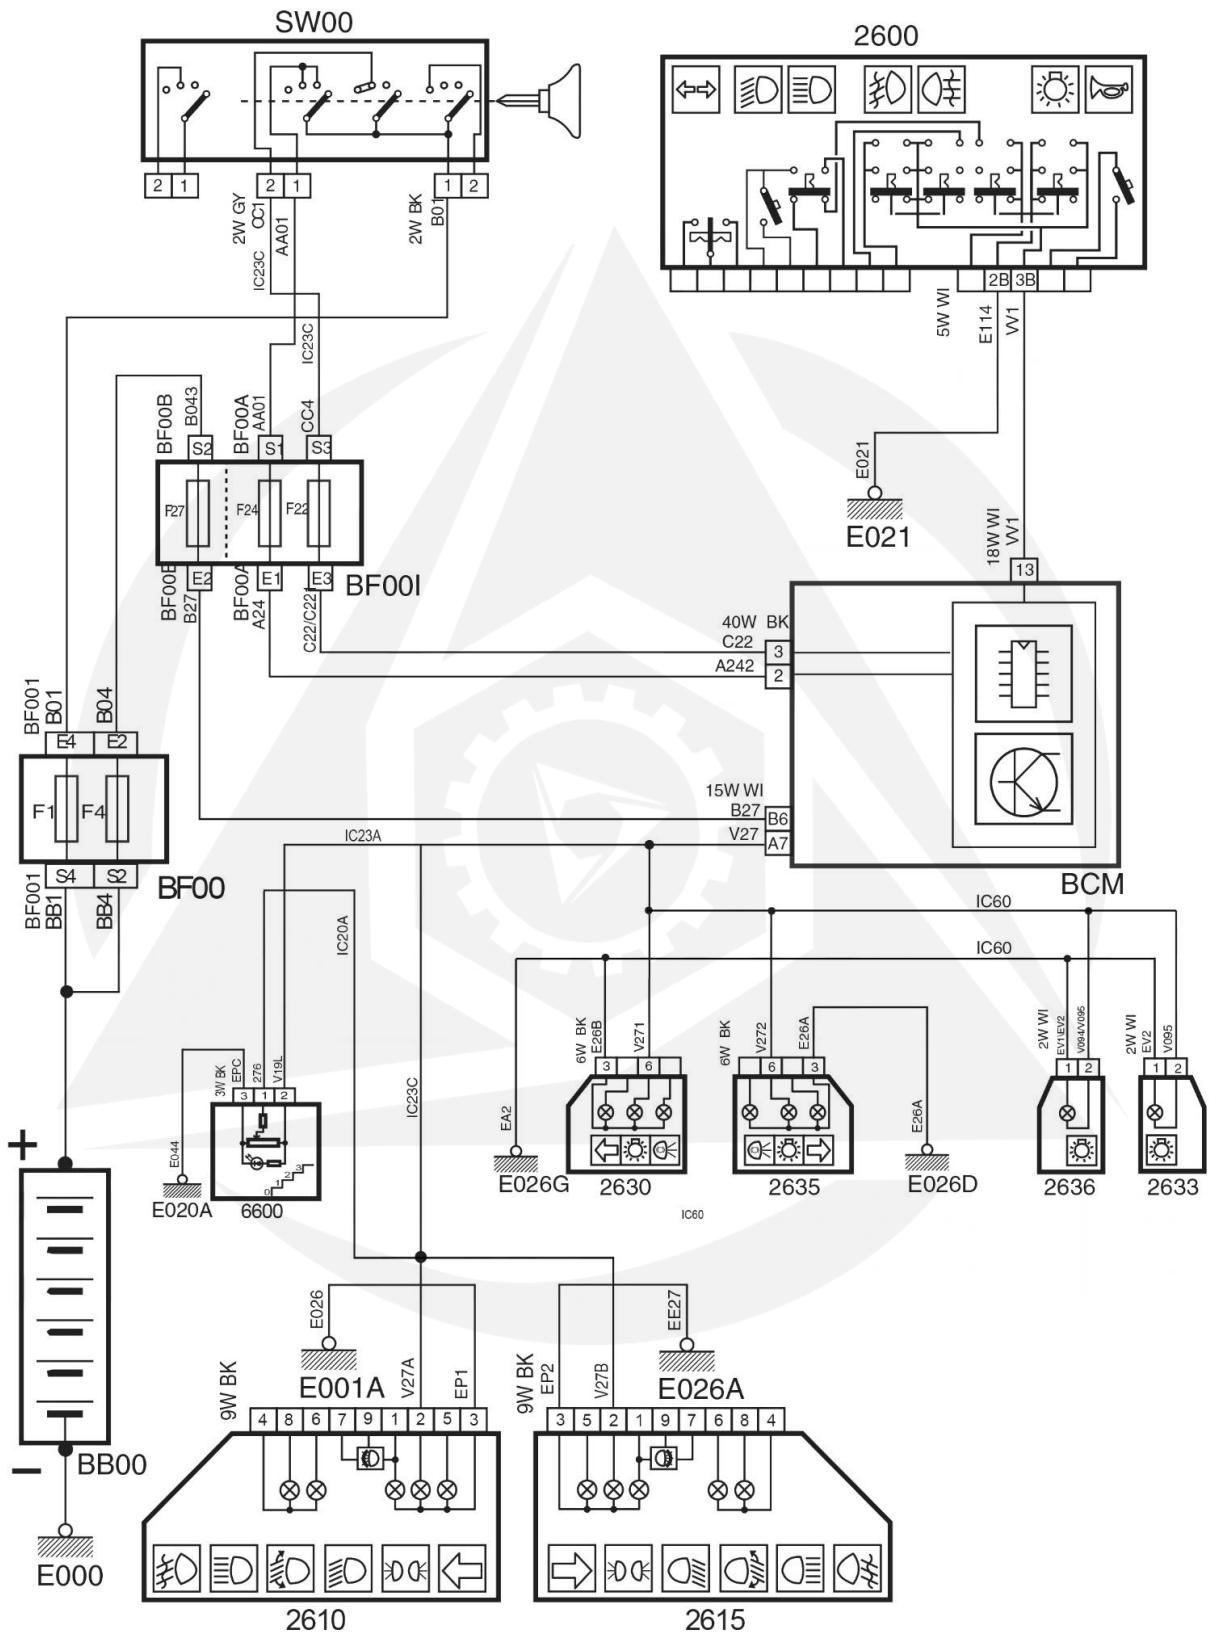 SW00
2600
2 1
2 1
1 2
2W GY
CC1
AA01
2W BK
B01
IC23C
IC23C
2B 3B
5W WI
E114
VV1
BF00B
B043
BF00A
AA01
CC4
S2 S1 S3
F27 F24 F22
E2 E1 E3
BF00I
B27
BF00A
A24
C22/C221
E021
E021
18W WI
VV1
13
40W BK
C22
3
A242
2
15W WI
B27
B6
V27
A7
BCM
BF001
B01
B04
E4 E2
F1 F4
S4 S2
BF00
BF001
BB1
BB4
IC23A
IC20A
IC23C
IC60
IC60
3W BK
EPC
276
V19L
3 1 2
0 1 2 3
E044
E020A
6600
EA2
E026G
6W BK
E26B
V271
3 6
2630
6W BK
V272
E26A
6 3
2635
E26A
E026D
2W WI
EV1\EV2
V094/V095
1 2
2636
2W WI
EV2
V095
1 2
2633
IC60
+
−
BB00
E000
E026
E001A
9W BK
V27A
EP1
4 8 6 7 9 1 2 5 3
2610
EE27
E026A
9W BK
EP2
V27B
3 5 2 1 9 7 6 8 4
2615